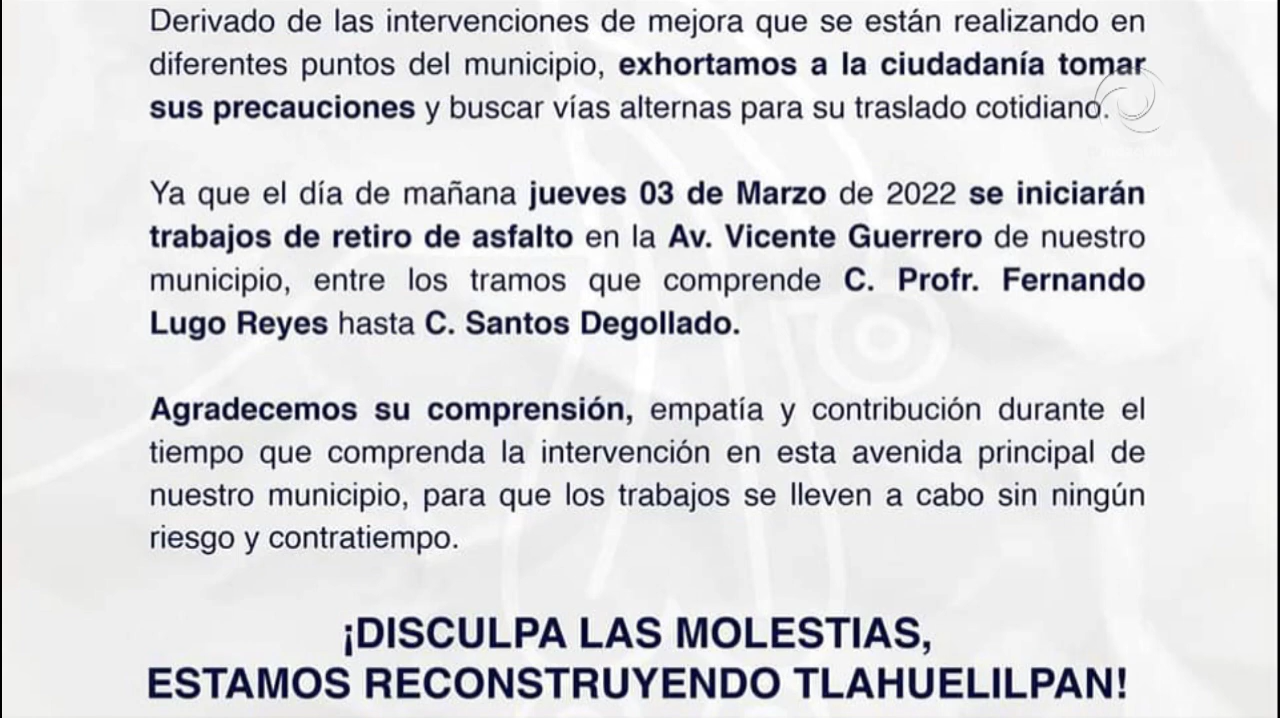 Derivado de las intervenciones de mejora que se están realizando en
diferentes puntos del municipio, exhortamos a la ciudadanía tomar
sus precauciones y buscar vías alternas para su traslado cotidiano.
Ya que el día de mañana jueves 03 de Marzo de 2022 se iniciarán
trabajos de retiro de asfalto en la Av. Vicente Guerrero de nuestro
municipio, entre los tramos que comprende C. Profr. Fernando
Lugo Reyes hasta C. Santos Degollado.
Agradecemos su comprensión, empatía y contribución durante el
tiempo que comprenda la intervención en esta avenida principal de
nuestro municipio, para que los trabajos se lleven a cabo sin ningún
riesgo y contratiempo.
¡DISCULPA LAS MOLESTIAS,
ESTAMOS RECONSTRUYENDO TLAHUELILPAN!